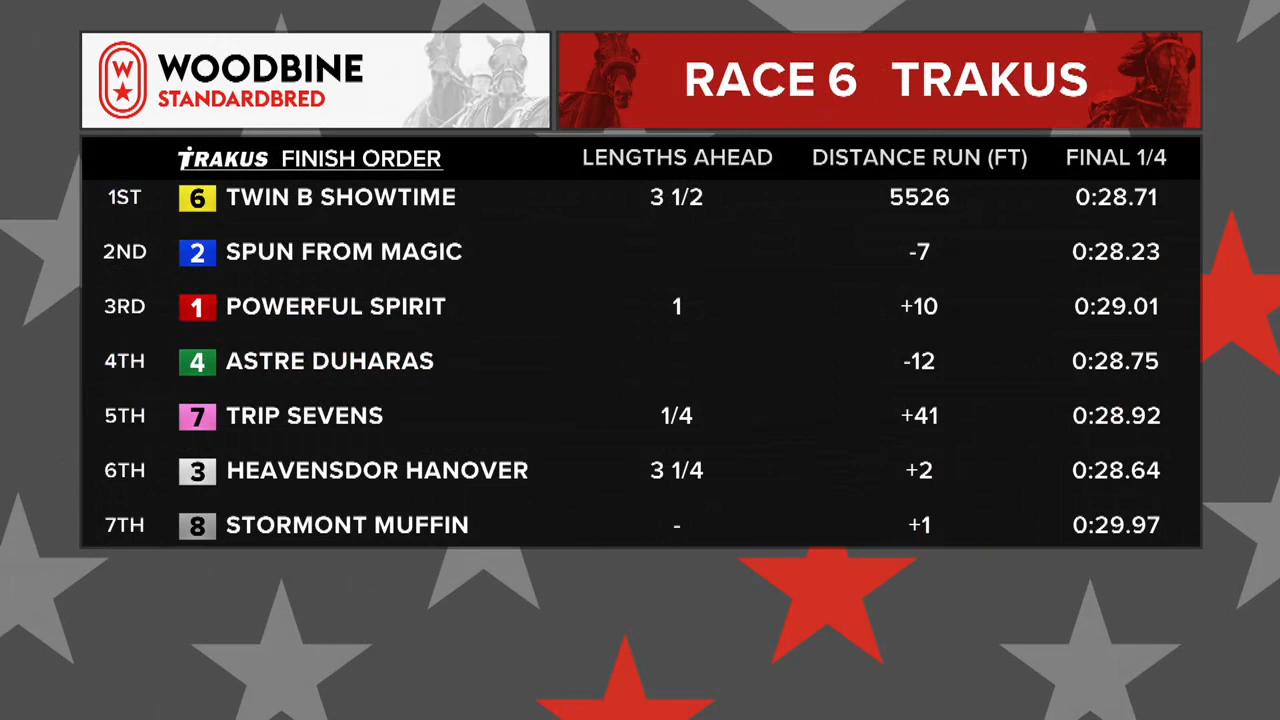 W
WOODBINE
STANDARDBRED
RACE 6 TRAKUS
TRAKUS FINISH ORDER LENGTHS AHEAD DISTANCE RUN (FT) FINAL 1/4
1ST 6 TWIN B SHOWTIME 3 1/2 5526 0:28.71
2ND 2 SPUN FROM MAGIC -7 0:28.23
3RD 1 POWERFUL SPIRIT 1 +10 0:29.01
4TH 4 ASTRE DUHARAS -12 0:28.75
5TH 7 TRIP SEVENS 1/4 +41 0:28.92
6TH 3 HEAVENSDOR HANOVER 3 1/4 +2 0:28.64
7TH 8 STORMONT MUFFIN - +1 0:29.97